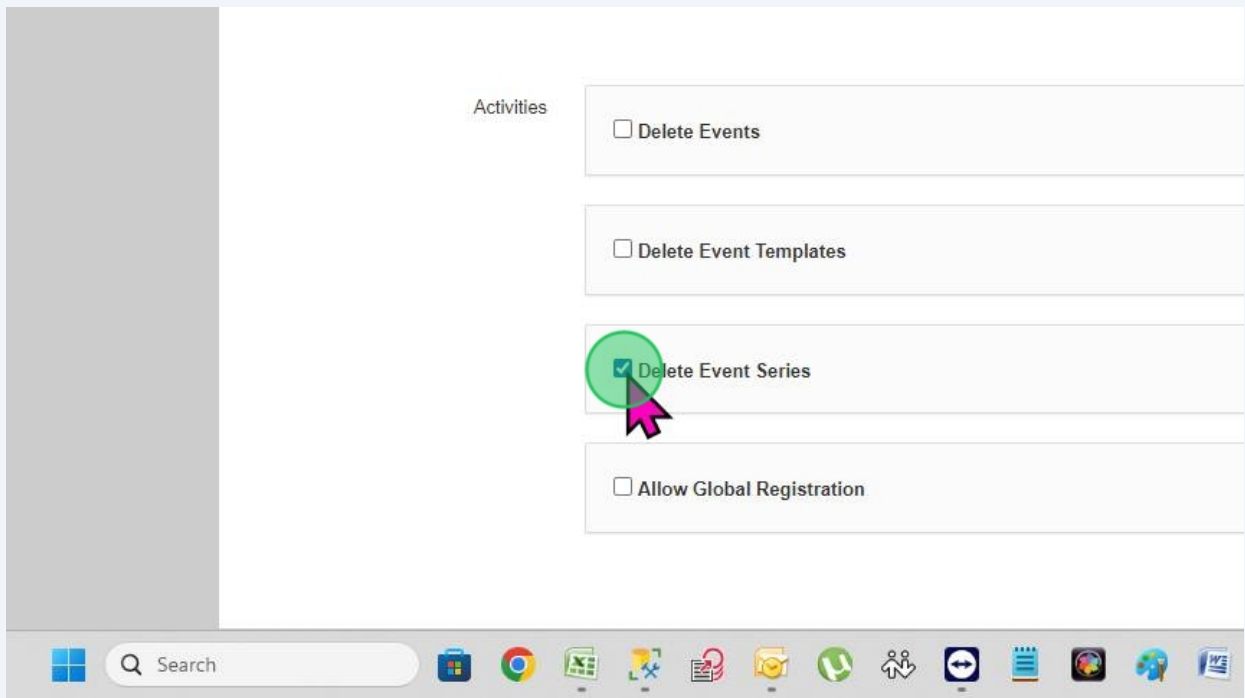 Activities
Delete Events
Delete Event Templates
Delete Event Series
Allow Global Registration
Search